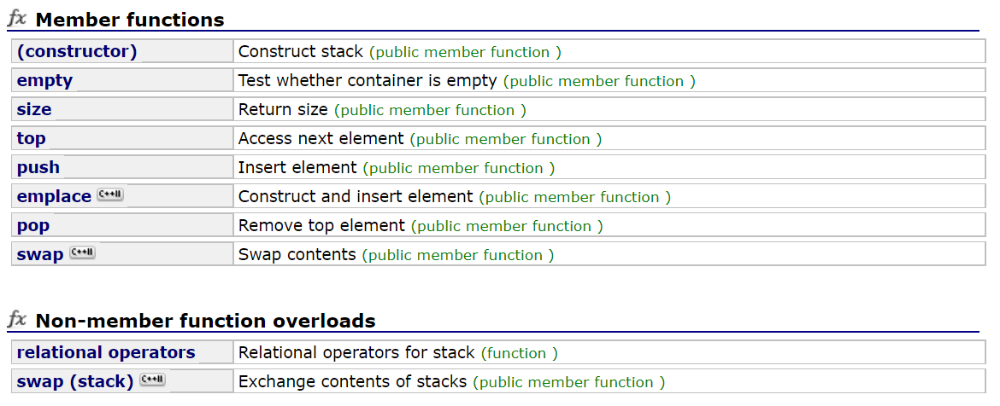 fx Member functions
(constructor) Construct stack (public member function )
empty Test whether container is empty (public member function )
size Return size (public member function )
top Access next element (public member function )
push Insert element (public member function )
emplace C++11 Construct and insert element (public member function )
pop Remove top element (public member function )
swap C++11 Swap contents (public member function )
fx Non-member function overloads
relational operators Relational operators for stack (function )
swap (stack) C++11 Exchange contents of stacks (public member function )